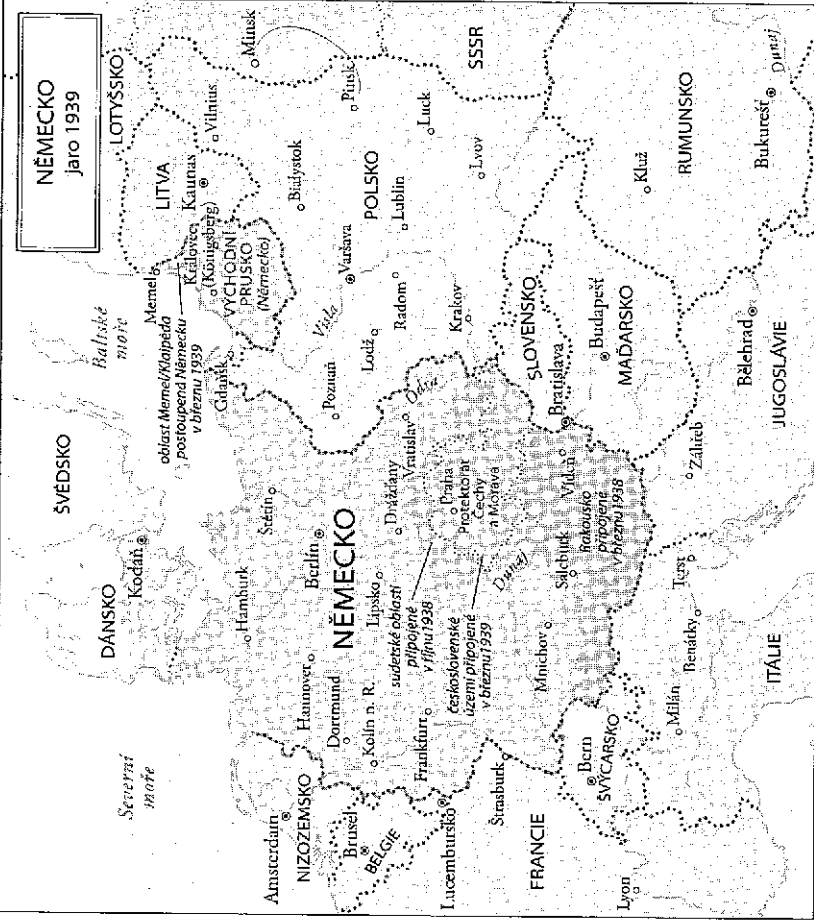 NĚMECKO
jaro 1939
ŠVÉDSKO
LOTYŠSKO
Baltské
moře
DÁNSKO
Kodaň
Severní
moře
Memel
LITVA
Kaunas
Vilnius
Minsk
oblast Memel/Klaipėda
postoupená Německu
v březnu 1939
Královec
(Königsberg)
VÝCHODNÍ
PRUSKO
(Německo)
Gdaňsk
Hamburk
Štětín
Białystok
Amsterdam
NIZOZEMSKO
Hannover
Berlín
Poznaň
Visla
Varšava
Pinsk
Brusel
BELGIE
Dortmund
Kolín n. R.
NĚMECKO
Lipsko
Drážďany
Vratislav
Odra
Lodž
Radom
POLSKO
Lublin
Luck
SSSR
Lucembursko
Frankfurt
sudetské oblasti
připojené
v říjnu 1938
Praha
Protektorát
Čechy
a Morava
Krakov
Lvov
československé
území připojené
v březnu 1939
Štrasburk
FRANCIE
Mnichov
Dunaj
Salcburk
Vídeň
Rakousko
připojené
v březnu 1938
Bratislava
SLOVENSKO
Budapešť
MAĎARSKO
Kluž
RUMUNSKO
Bukurešť
Dunaj
Bern
ŠVÝCARSKO
Lyon
Milán
Benátky
Terst
Záhřeb
ITÁLIE
Bělehrad
JUGOSLÁVIE